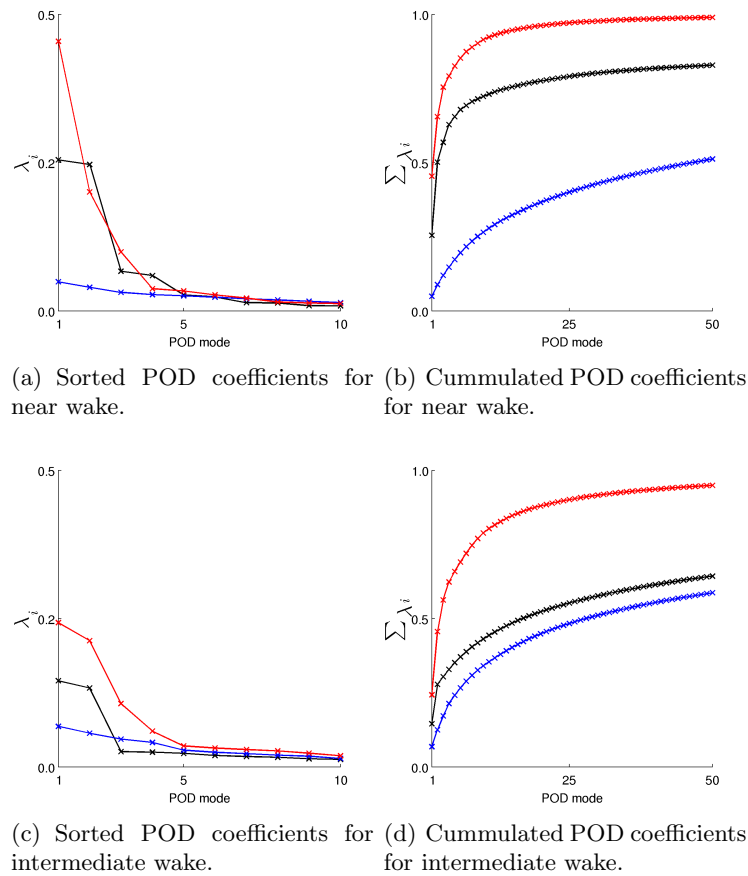 0.5
0.2
0.0
λi
1
5
10
POD mode
1.0
0.5
0.0
Σλi
1
25
50
POD mode
(a) Sorted POD coefficients for
near wake.
(b) Cummulated POD coefficients
for near wake.
0.5
0.2
0.0
λi
1
5
10
POD mode
1.0
0.5
0.0
Σλi
1
25
50
POD mode
(c) Sorted POD coefficients for
intermediate wake.
(d) Cummulated POD coefficients
for intermediate wake.